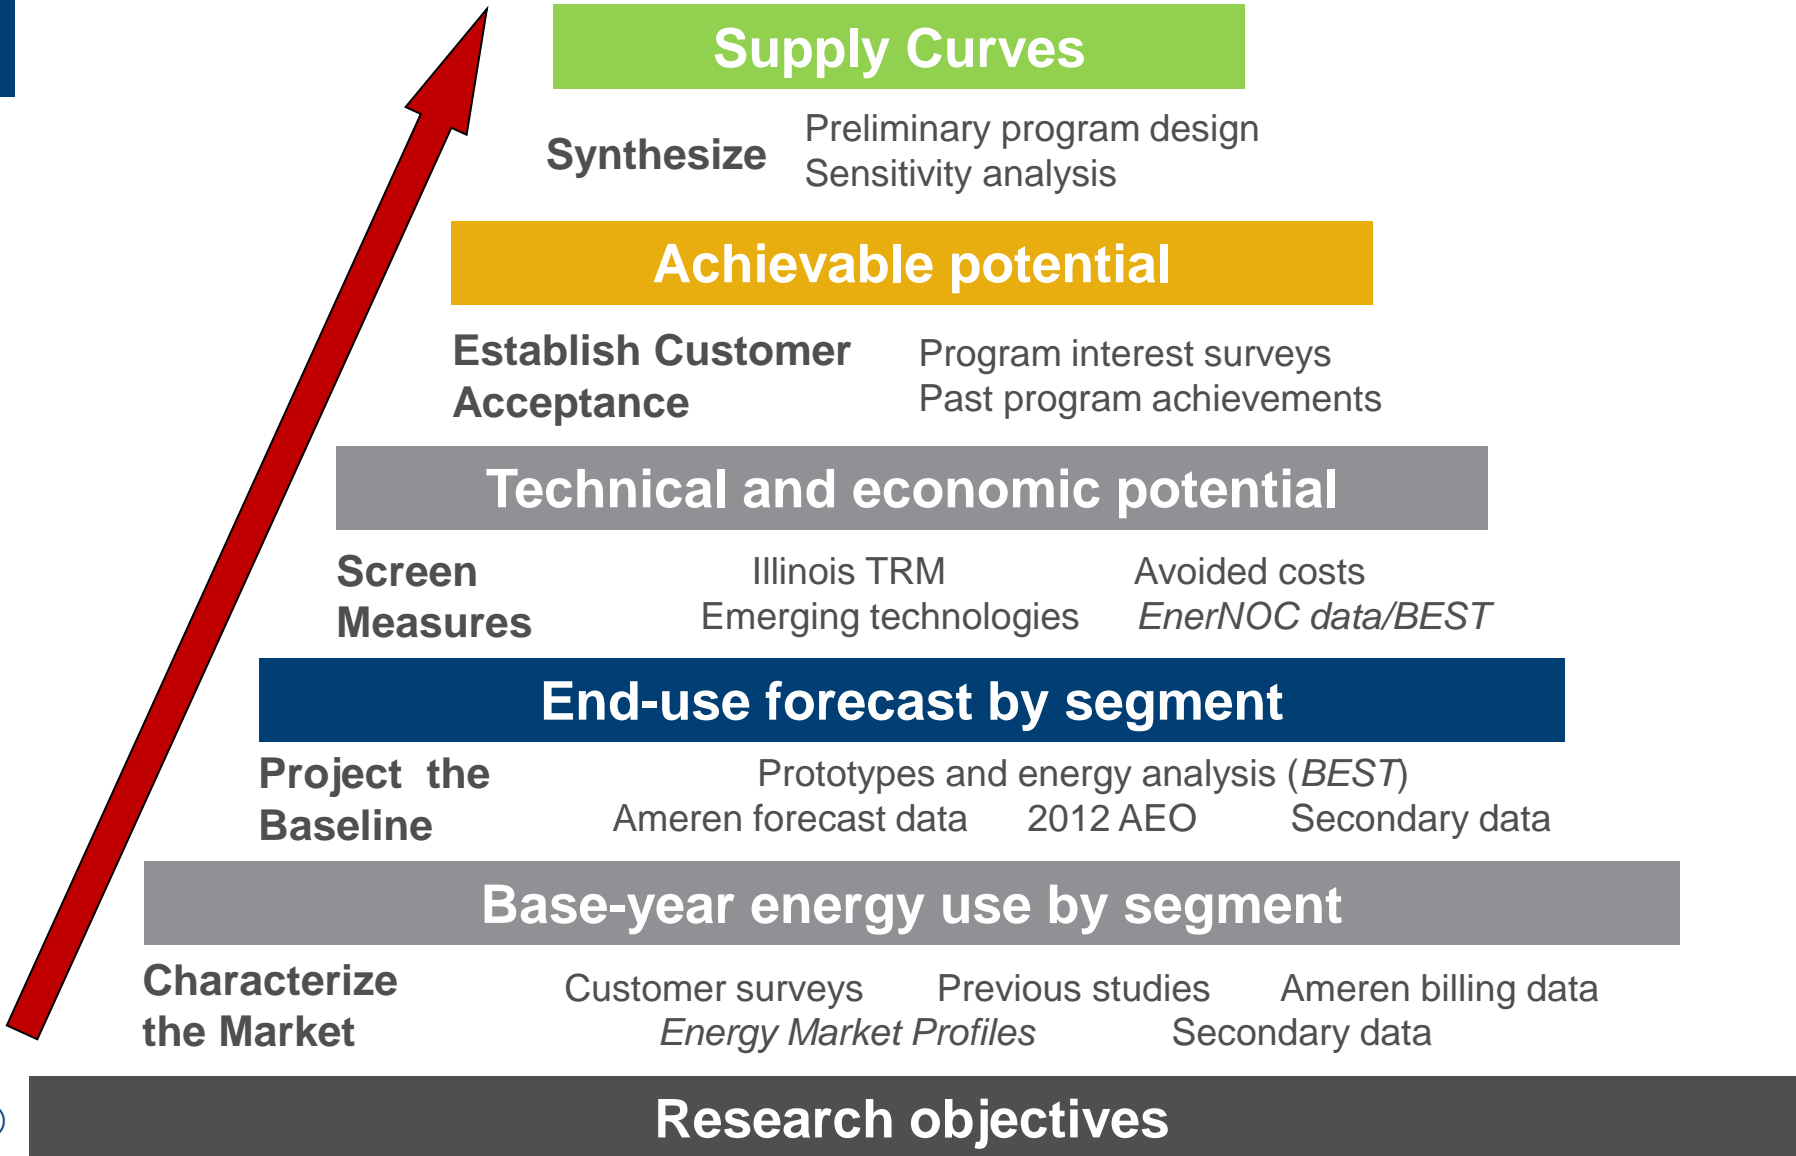 Supply Curves
Synthesize
Preliminary program design
Sensitivity analysis
Achievable potential
Establish Customer
Acceptance
Program interest surveys
Past program achievements
Technical and economic potential
Screen
Measures
Illinois TRM Avoided costs
Emerging technologies EnerNOC data/BEST
End-use forecast by segment
Project the
Baseline
Prototypes and energy analysis (BEST)
Ameren forecast data 2012 AEO Secondary data
Base-year energy use by segment
Characterize
the Market
Customer surveys Previous studies Ameren billing data
Energy Market Profiles Secondary data
Research objectives